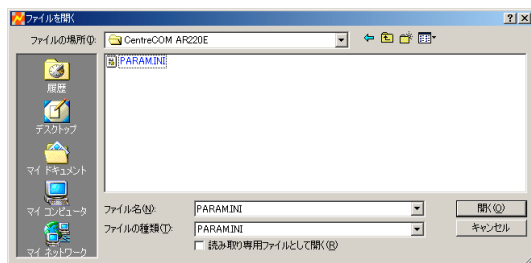 ファイルを開く
ファイルの場所(I):
CentreCOM AR220E
PARAM.INI
履歴
デスクトップ
マイ ドキュメント
マイ コンピュータ
マイ ネットワーク
ファイル名(N):
PARAM.INI
開く(O)
ファイルの種類(T):
PARAM.INI
キャンセル
読み取り専用ファイルとして開く(R)